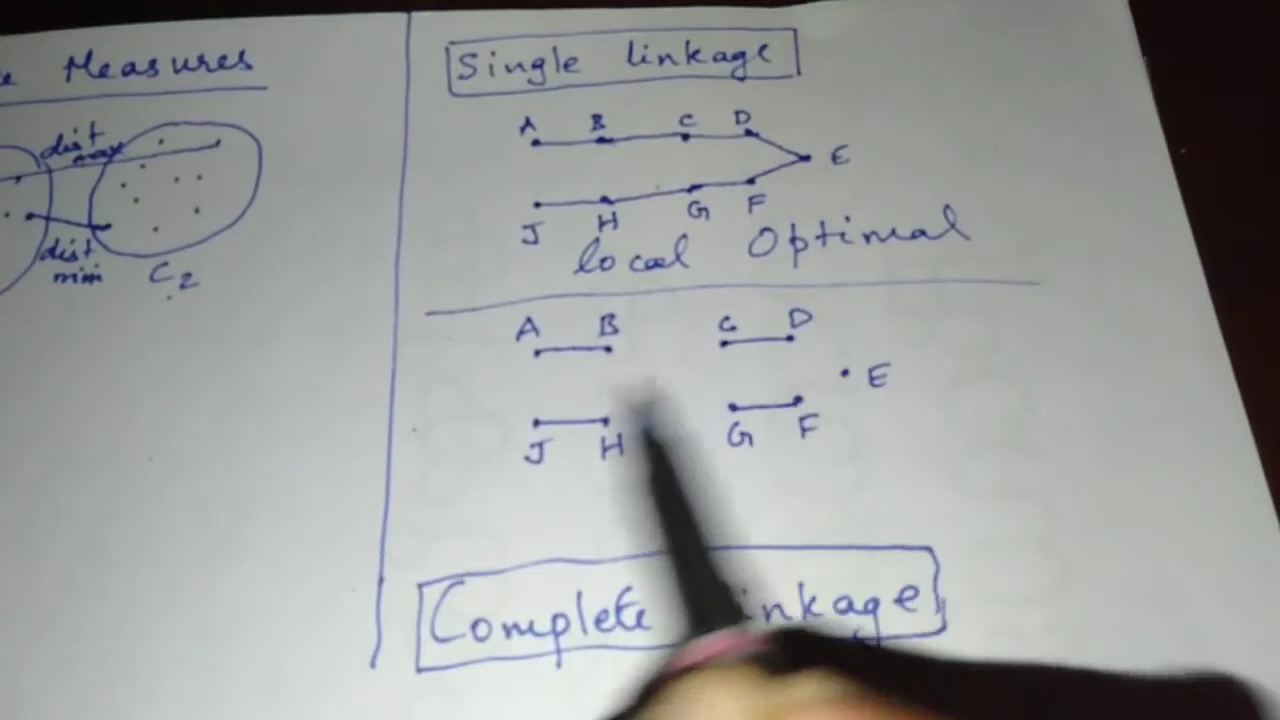 Measures
dist
max
dist
min
C2
Single linkage
A B C D
E
J H G F
local Optimal
A B C D
E
J H G F
Complete